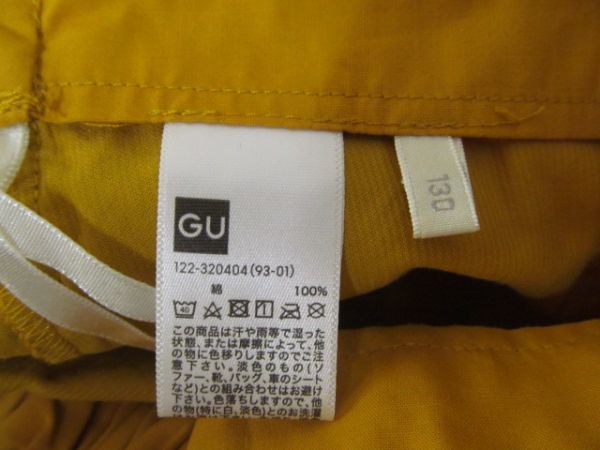 GU
122-320404(93-01)
綿 100%
40
この商品は汗や雨等で湿った
状態、または摩擦によって、他
の物に色移りしますのでご注
意下さい。淡色のもの(ソ
ファー、靴、バッグ、車のシート
など)との組み合わせはお避け
下さい。色落ちしますので、他
の物(特に白、淡色)とのお洗濯
130